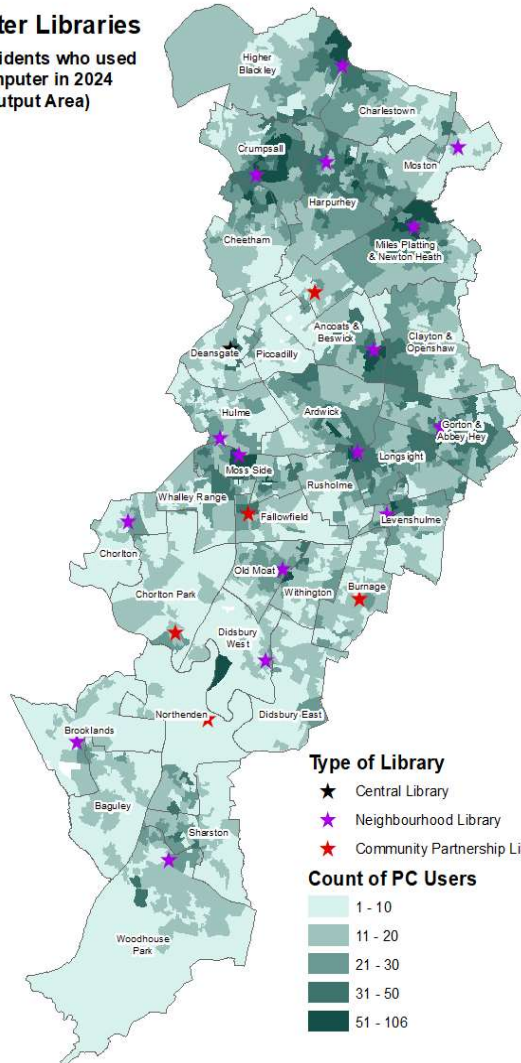 ter Libraries
idents who used
mputer in 2024
utput Area)
Higher
Blackley
Charlestown
Crumpsall
Moston
Harpurhey
Cheetham
Miles Platting
& Newton Heath
Ancoats &
Beswick
Clayton &
Openshaw
Deansgate
Piccadilly
Hulme
Ardwick
Gorton &
Abbey Hey
Moss Side
Longsight
Rusholme
Whalley Range
Fallowfield
Levenshulme
Chorlton
Old Moat
Withington
Burnage
Chorlton Park
Didsbury
West
Northenden
Didsbury East
Brooklands
Baguley
Sharston
Woodhouse
Park
Type of Library
Central Library
Neighbourhood Library
Community Partnership Li
Count of PC Users
1 - 10
11 - 20
21 - 30
31 - 50
51 - 106